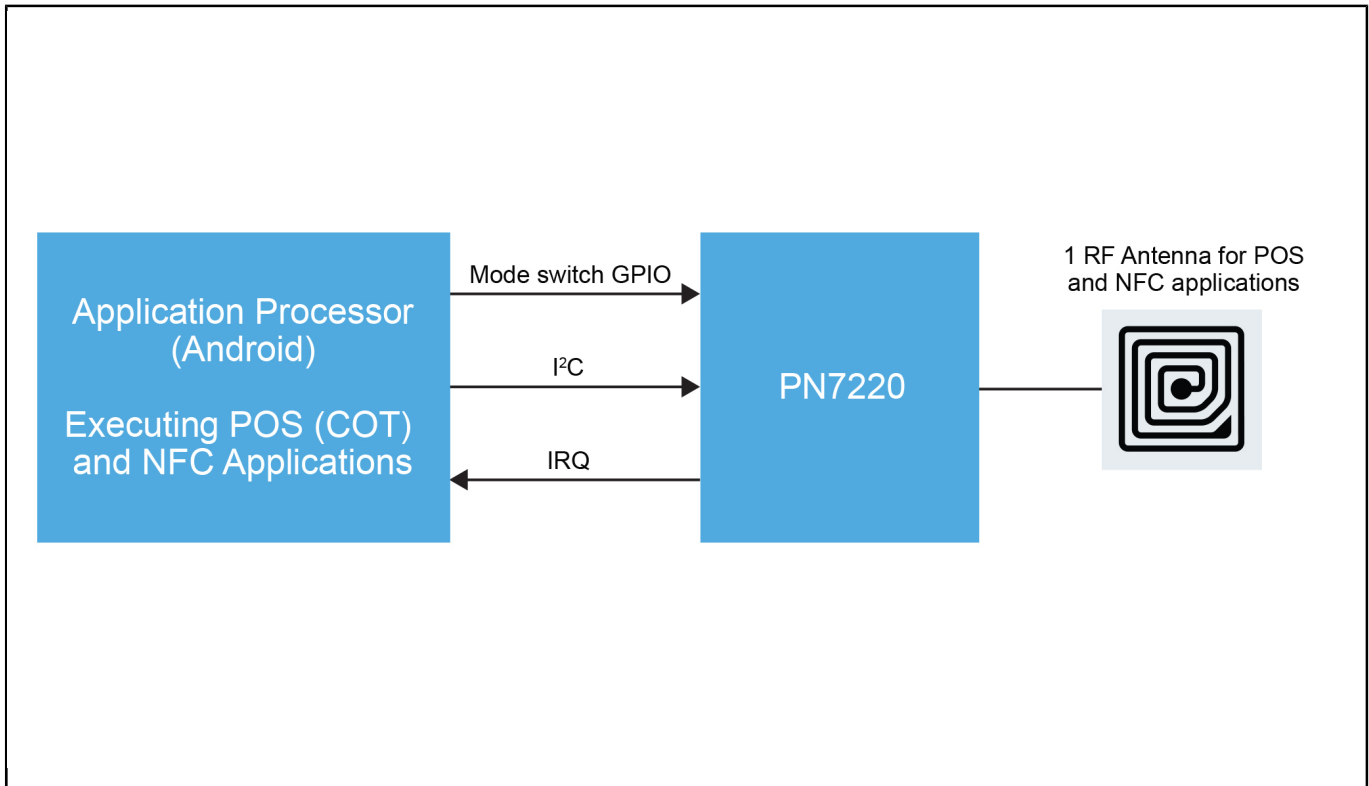 Application Processor
(Android)
Executing POS (COT)
and NFC Applications
Mode switch GPIO
I²C
IRQ
PN7220
1 RF Antenna for POS
and NFC applications